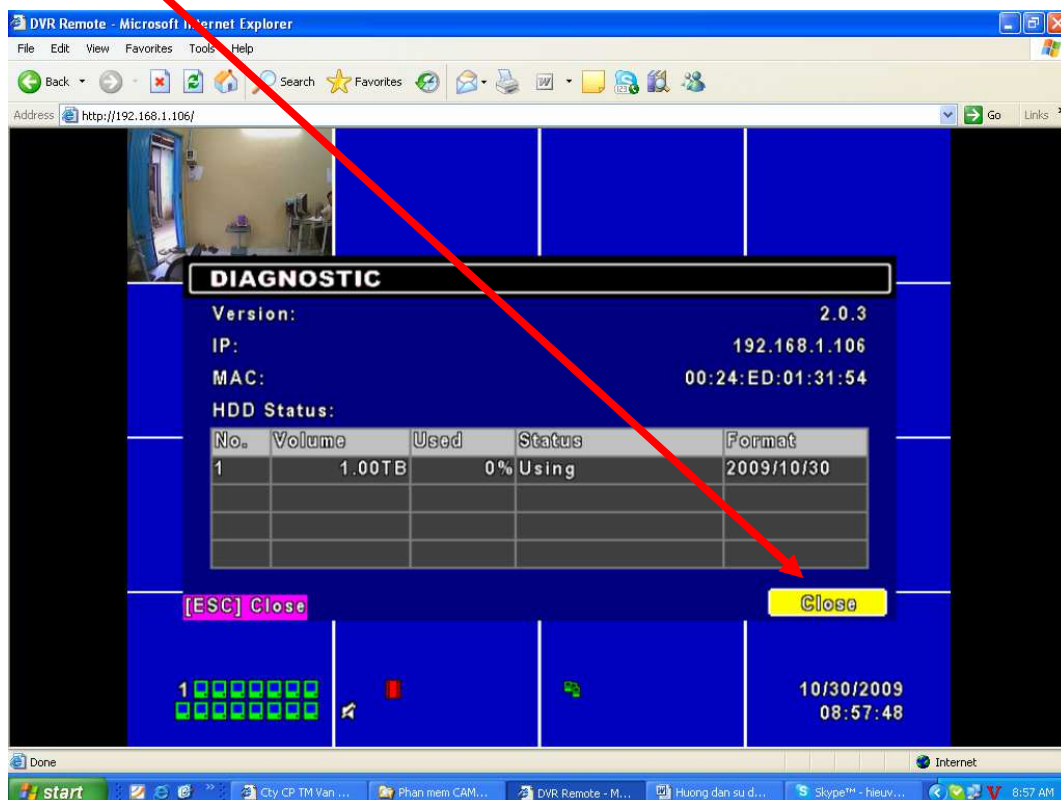 DVR Remote - Microsoft Internet Explorer
File Edit View Favorites Tools Help
Back Search Favorites
Address http://192.168.1.106/ Go Links
DIAGNOSTIC
Version: 2.0.3
IP: 192.168.1.106
MAC: 00:24:ED:01:31:54
HDD Status:
No. Volume Used Status Format
1 1.00TB 0% Using 2009/10/30
[ESC] Close Close
1
10/30/2009
08:57:48
Done Internet
start Cty CP TM Van ... Phan mem CAM... DVR Remote - M... Huong dan su d... Skype™ - hieuv... V 8:57 AM